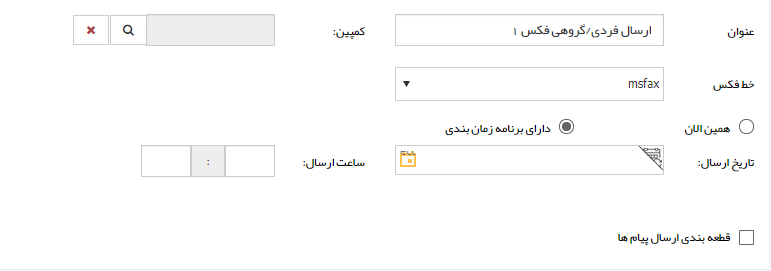 عنوان ارسال فردی/گروهی فکس ۱ کمپین:
خط فکس msfax
همین الان دارای برنامه زمان بندی
تاریخ ارسال: ساعت ارسال: :
قطعه بندی ارسال پیام ها